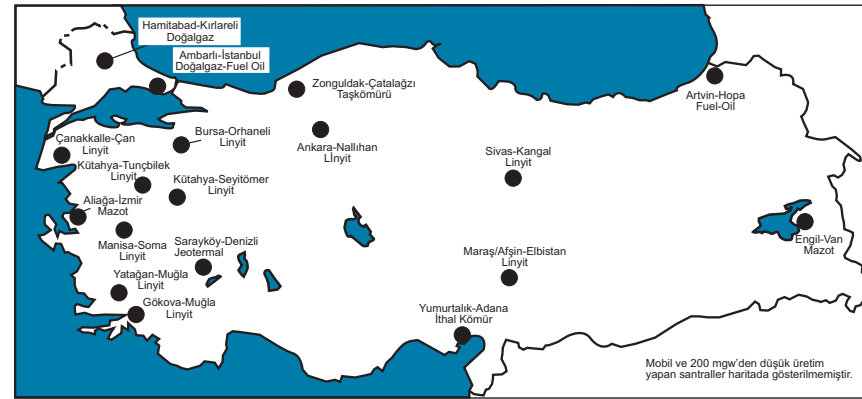 Hamitabad-Kırlareli
Doğalgaz
Ambarlı-İstanbul
Doğalgaz-Fuel Oil
Zonguldak-Çatalağzı
Taşkömürü
Artvin-Hopa
Fuel-Oil
Çanakkalle-Çan
Linyit
Bursa-Orhaneli
Linyit
Ankara-Nallıhan
Lİnyit
Sivas-Kangal
Linyit
Kütahya-Tunçbilek
Linyit
Kütahya-Seyitömer
Linyit
Aliağa-İzmir
Mazot
Manisa-Soma
Linyit
Sarayköy-Denizli
Jeotermal
Engil-Van
Mazot
Maraş/Afşin-Elbistan
Linyit
Yatağan-Muğla
Linyit
Gökova-Muğla
Linyit
Yumurtalık-Adana
İthal Kömür
Mobil ve 200 mgw'den düşük üretim
yapan santraller haritada gösterilmemiştir.